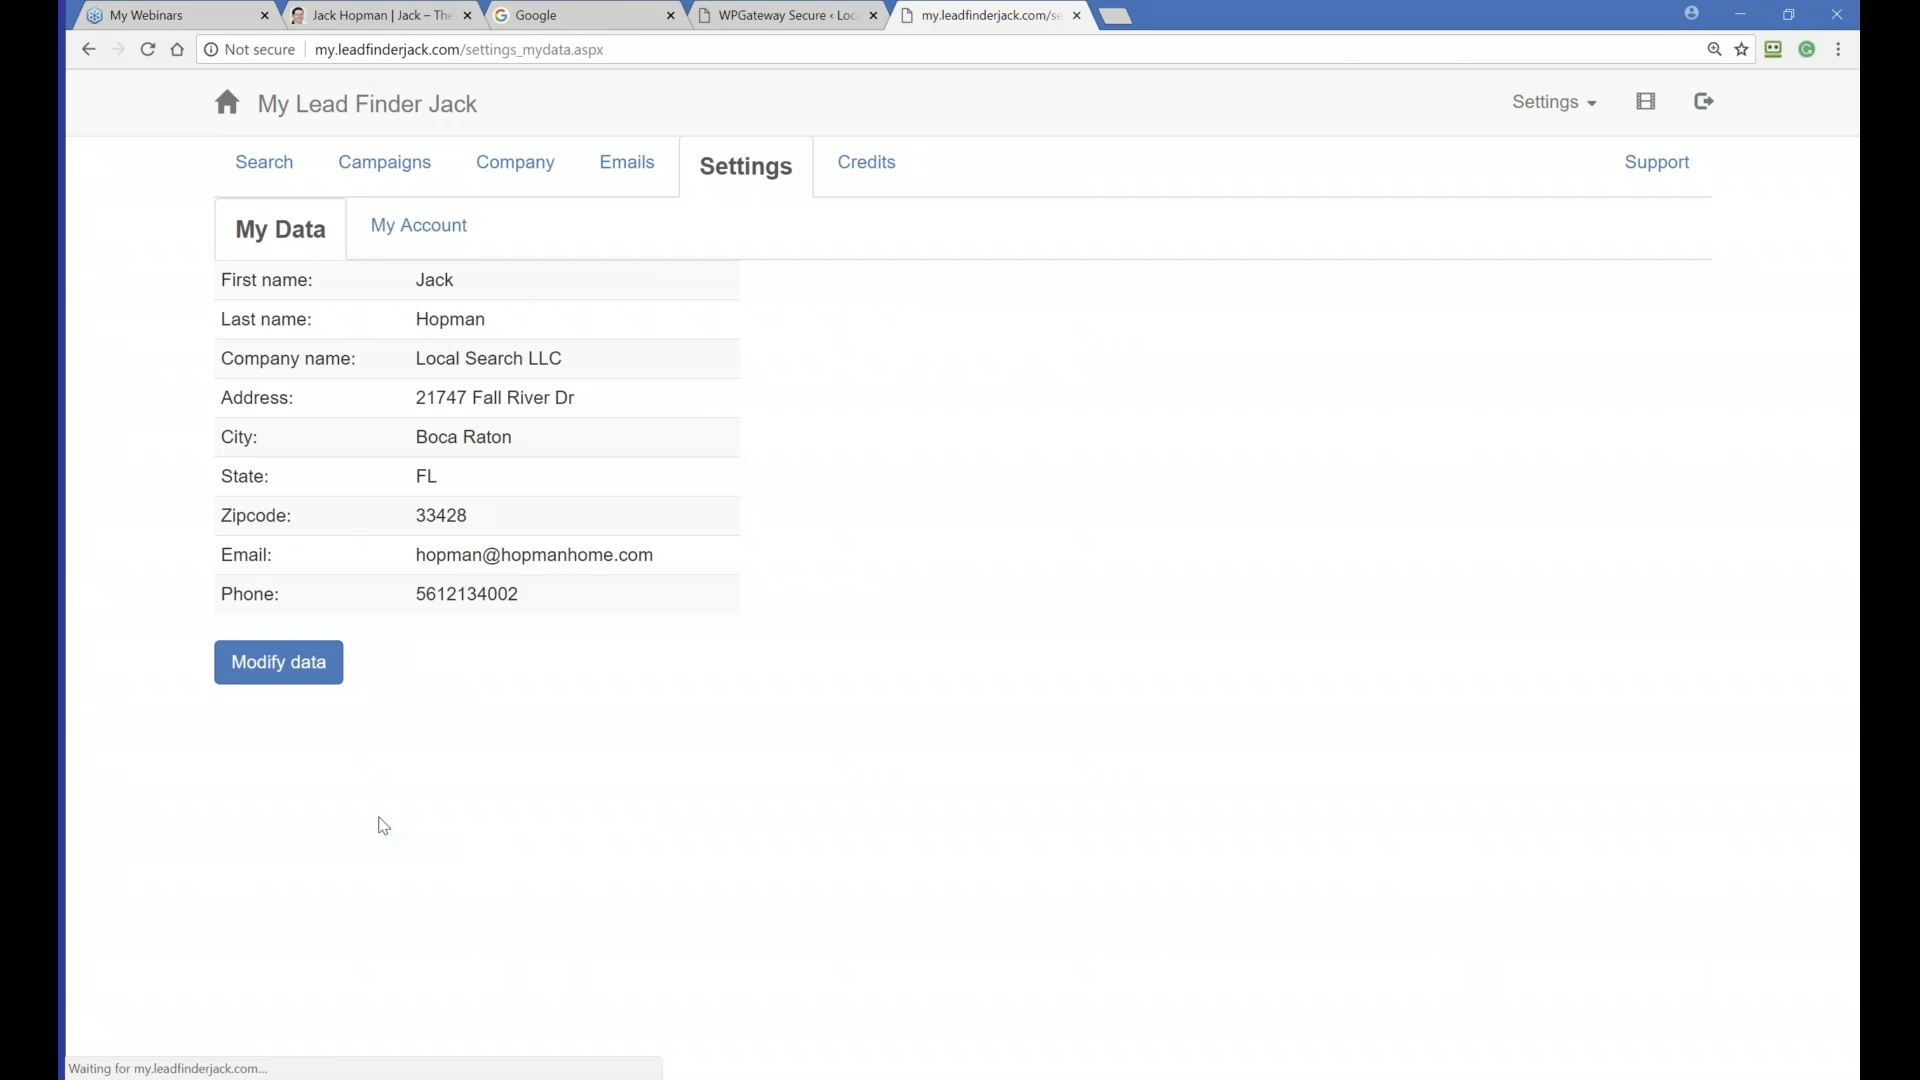 My Webinars
Jack Hopman | Jack – The
Google
WPGateway Secure ‹ Loc
my.leadfinderjack.com/se
Not secure
my.leadfinderjack.com/settings_mydata.aspx
My Lead Finder Jack
Settings
Search
Campaigns
Company
Emails
Settings
Credits
Support
My Data
My Account
First name: Jack
Last name: Hopman
Company name: Local Search LLC
Address: 21747 Fall River Dr
City: Boca Raton
State: FL
Zipcode: 33428
Email: hopman@hopmanhome.com
Phone: 5612134002
Modify data
Waiting for my.leadfinderjack.com...